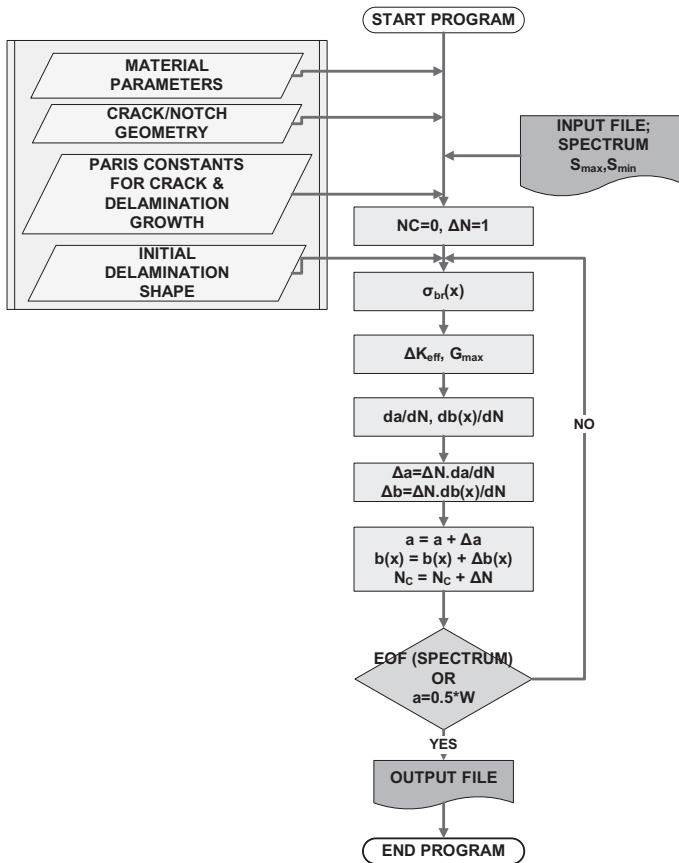 START PROGRAM
MATERIAL
PARAMETERS
CRACK/NOTCH
GEOMETRY
INPUT FILE;
SPECTRUM
Smax,Smin
PARIS CONSTANTS
FOR CRACK &
DELAMINATION
GROWTH
NC=0, ΔN=1
INITIAL
DELAMINATION
SHAPE
σbr(x)
ΔKeff, Gmax
da/dN, db(x)/dN
NO
Δa=ΔN.da/dN
Δb=ΔN.db(x)/dN
a = a + Δa
b(x) = b(x) + Δb(x)
NC = NC + ΔN
EOF (SPECTRUM)
OR
a=0.5*W
YES
OUTPUT FILE
END PROGRAM